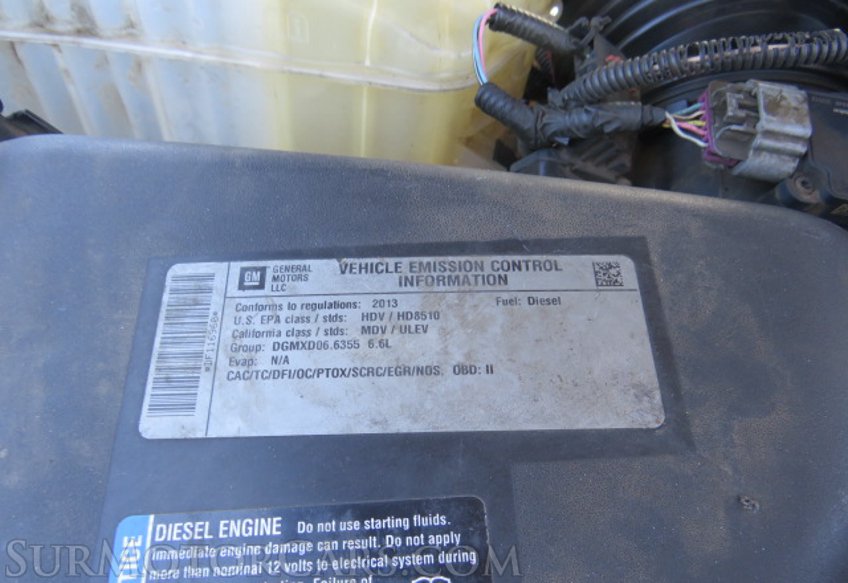 GM GENERAL MOTORS LLC
VEHICLE EMISSION CONTROL INFORMATION
Conforms to regulations: 2013 Fuel: Diesel
U.S. EPA class / stds: HDV / HD8510
California class / stds: MDV / ULEV
Group: DGMXD06.6355 6.6L
Evap: N/A
CAC/TC/DFI/OC/PTOX/SCRC/EGR/NOS. OBD: II
DIESEL ENGINE Do not use starting fluids.
Immediate engine damage can result. Do not apply
more than nominal 12 volts to electrical system during
Failure of
SURMOTORCARS.COM